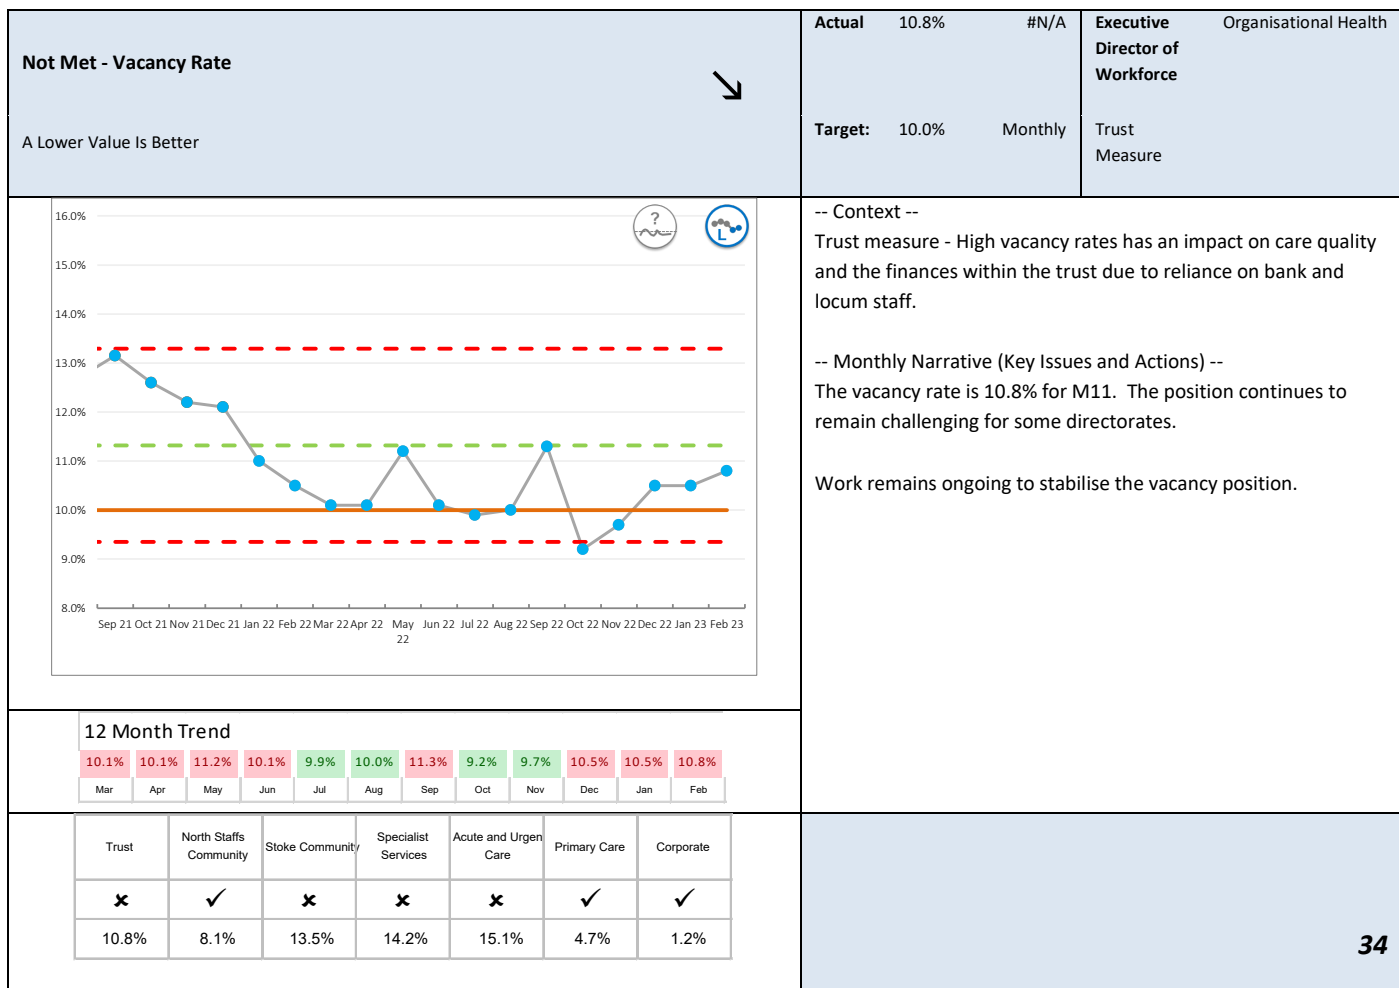 Not Met - Vacancy Rate
A Lower Value Is Better
Actual 10.8% #N/A
Target: 10.0% Monthly
Executive Organisational Health
Director of
Workforce
Trust
Measure
?
L
16.0%
15.0%
14.0%
13.0%
12.0%
11.0%
10.0%
9.0%
8.0%
Sep 21 Oct 21 Nov 21 Dec 21 Jan 22 Feb 22 Mar 22 Apr 22 May Jun 22 Jul 22 Aug 22 Sep 22 Oct 22 Nov 22 Dec 22 Jan 23 Feb 23
22
-- Context --
Trust measure - High vacancy rates has an impact on care quality
and the finances within the trust due to reliance on bank and
locum staff.
-- Monthly Narrative (Key Issues and Actions) --
The vacancy rate is 10.8% for M11. The position continues to
remain challenging for some directorates.
Work remains ongoing to stabilise the vacancy position.
12 Month Trend
10.1% 10.1% 11.2% 10.1% 9.9% 10.0% 11.3% 9.2% 9.7% 10.5% 10.5% 10.8%
Mar Apr May Jun Jul Aug Sep Oct Nov Dec Jan Feb
Trust
North Staffs
Community
Stoke Community
Specialist
Services
Acute and Urgen
Care
Primary Care
Corporate
✘ ✓ ✘ ✘ ✘ ✓ ✓
10.8% 8.1% 13.5% 14.2% 15.1% 4.7% 1.2%
34